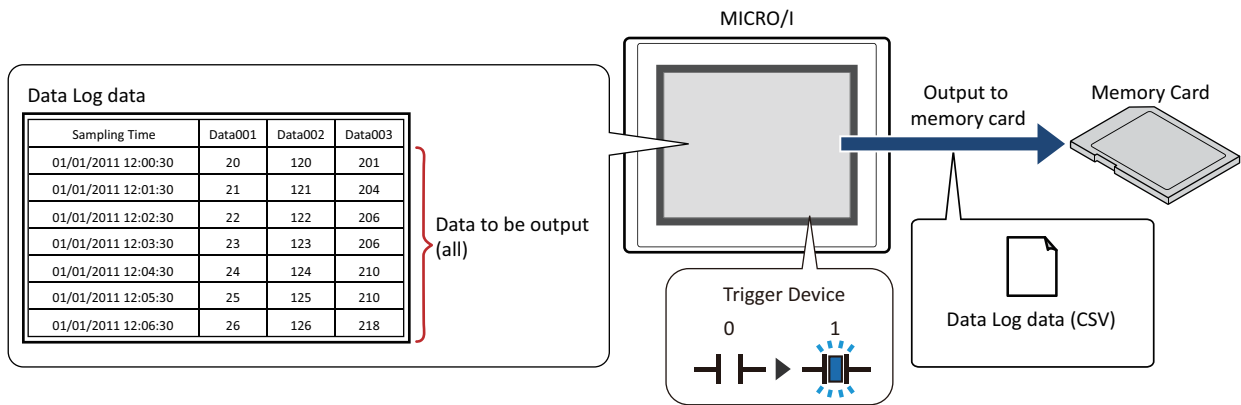 MICRO/I
Data Log data
Sampling Time Data001 Data002 Data003
01/01/2011 12:00:30 20 120 201
01/01/2011 12:01:30 21 121 204
01/01/2011 12:02:30 22 122 206
01/01/2011 12:03:30 23 123 206
01/01/2011 12:04:30 24 124 210
01/01/2011 12:05:30 25 125 210
01/01/2011 12:06:30 26 126 218
Data to be output
(all)
Output to
memory card
Memory Card
Trigger Device
0 1
Data Log data (CSV)